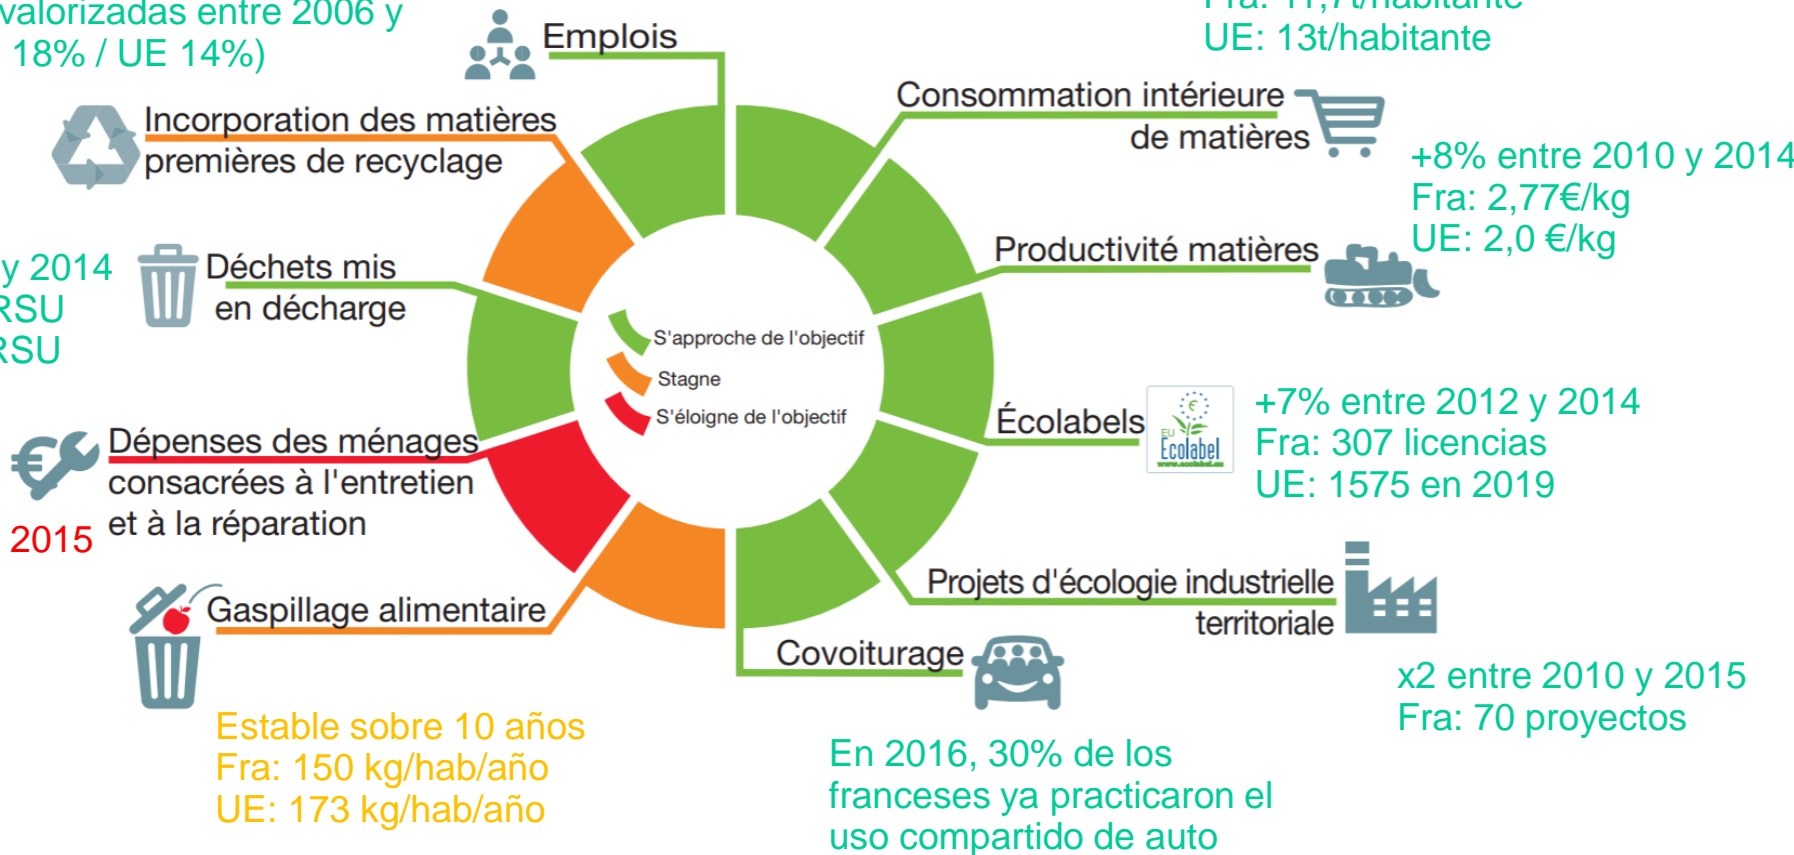 valorizadas entre 2006 y
18% / UE 14%)
Emplois
UE: 13t/habitante
Consommation intérieure
de matières
Incorporation des matières
premières de recyclage
+8% entre 2010 y 2014
Fra: 2,77€/kg
UE: 2,0 €/kg
Productivité matières
y 2014
RSU
RSU
Déchets mis
en décharge
S'approche de l'objectif
Stagne
S'éloigne de l'objectif
Écolabels
EU
Ecolabel
www.ecolabel.eu
+7% entre 2012 y 2014
Fra: 307 licencias
UE: 1575 en 2019
Dépenses des ménages
consacrées à l'entretien
et à la réparation
2015
Projets d'écologie industrielle
territoriale
x2 entre 2010 y 2015
Fra: 70 proyectos
Gaspillage alimentaire
Estable sobre 10 años
Fra: 150 kg/hab/año
UE: 173 kg/hab/año
Covoiturage
En 2016, 30% de los
franceses ya practicaron el
uso compartido de auto